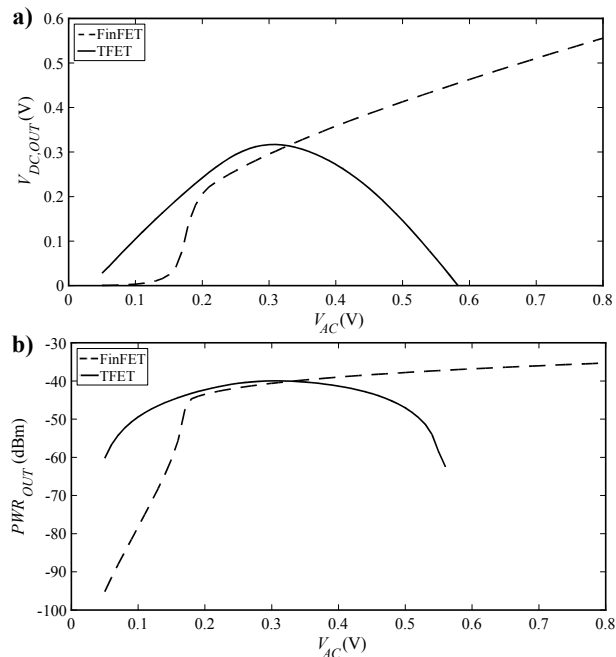 a)
FinFET
TFET
0.6
0.5
0.4
0.3
0.2
0.1
0
V_DC,OUT (V)
0 0.1 0.2 0.3 0.4 0.5 0.6 0.7 0.8
V_AC(V)
b)
FinFET
TFET
-30
-40
-50
-60
-70
-80
-90
-100
PWR_OUT (dBm)
0 0.1 0.2 0.3 0.4 0.5 0.6 0.7 0.8
V_AC(V)